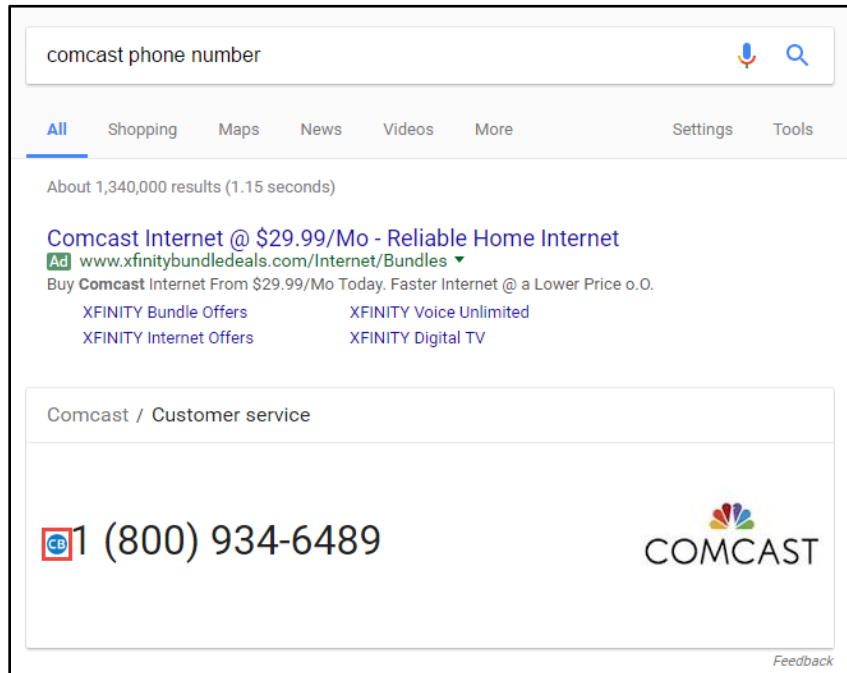 comcast phone number
All Shopping Maps News Videos More Settings Tools
About 1,340,000 results (1.15 seconds)
Comcast Internet @ $29.99/Mo - Reliable Home Internet
Ad www.xfinitybundledeals.com/Internet/Bundles
Buy Comcast Internet From $29.99/Mo Today. Faster Internet @ a Lower Price o.O.
XFINITY Bundle Offers XFINITY Voice Unlimited
XFINITY Internet Offers XFINITY Digital TV
Comcast / Customer service
CB 1 (800) 934-6489
COMCAST
Feedback